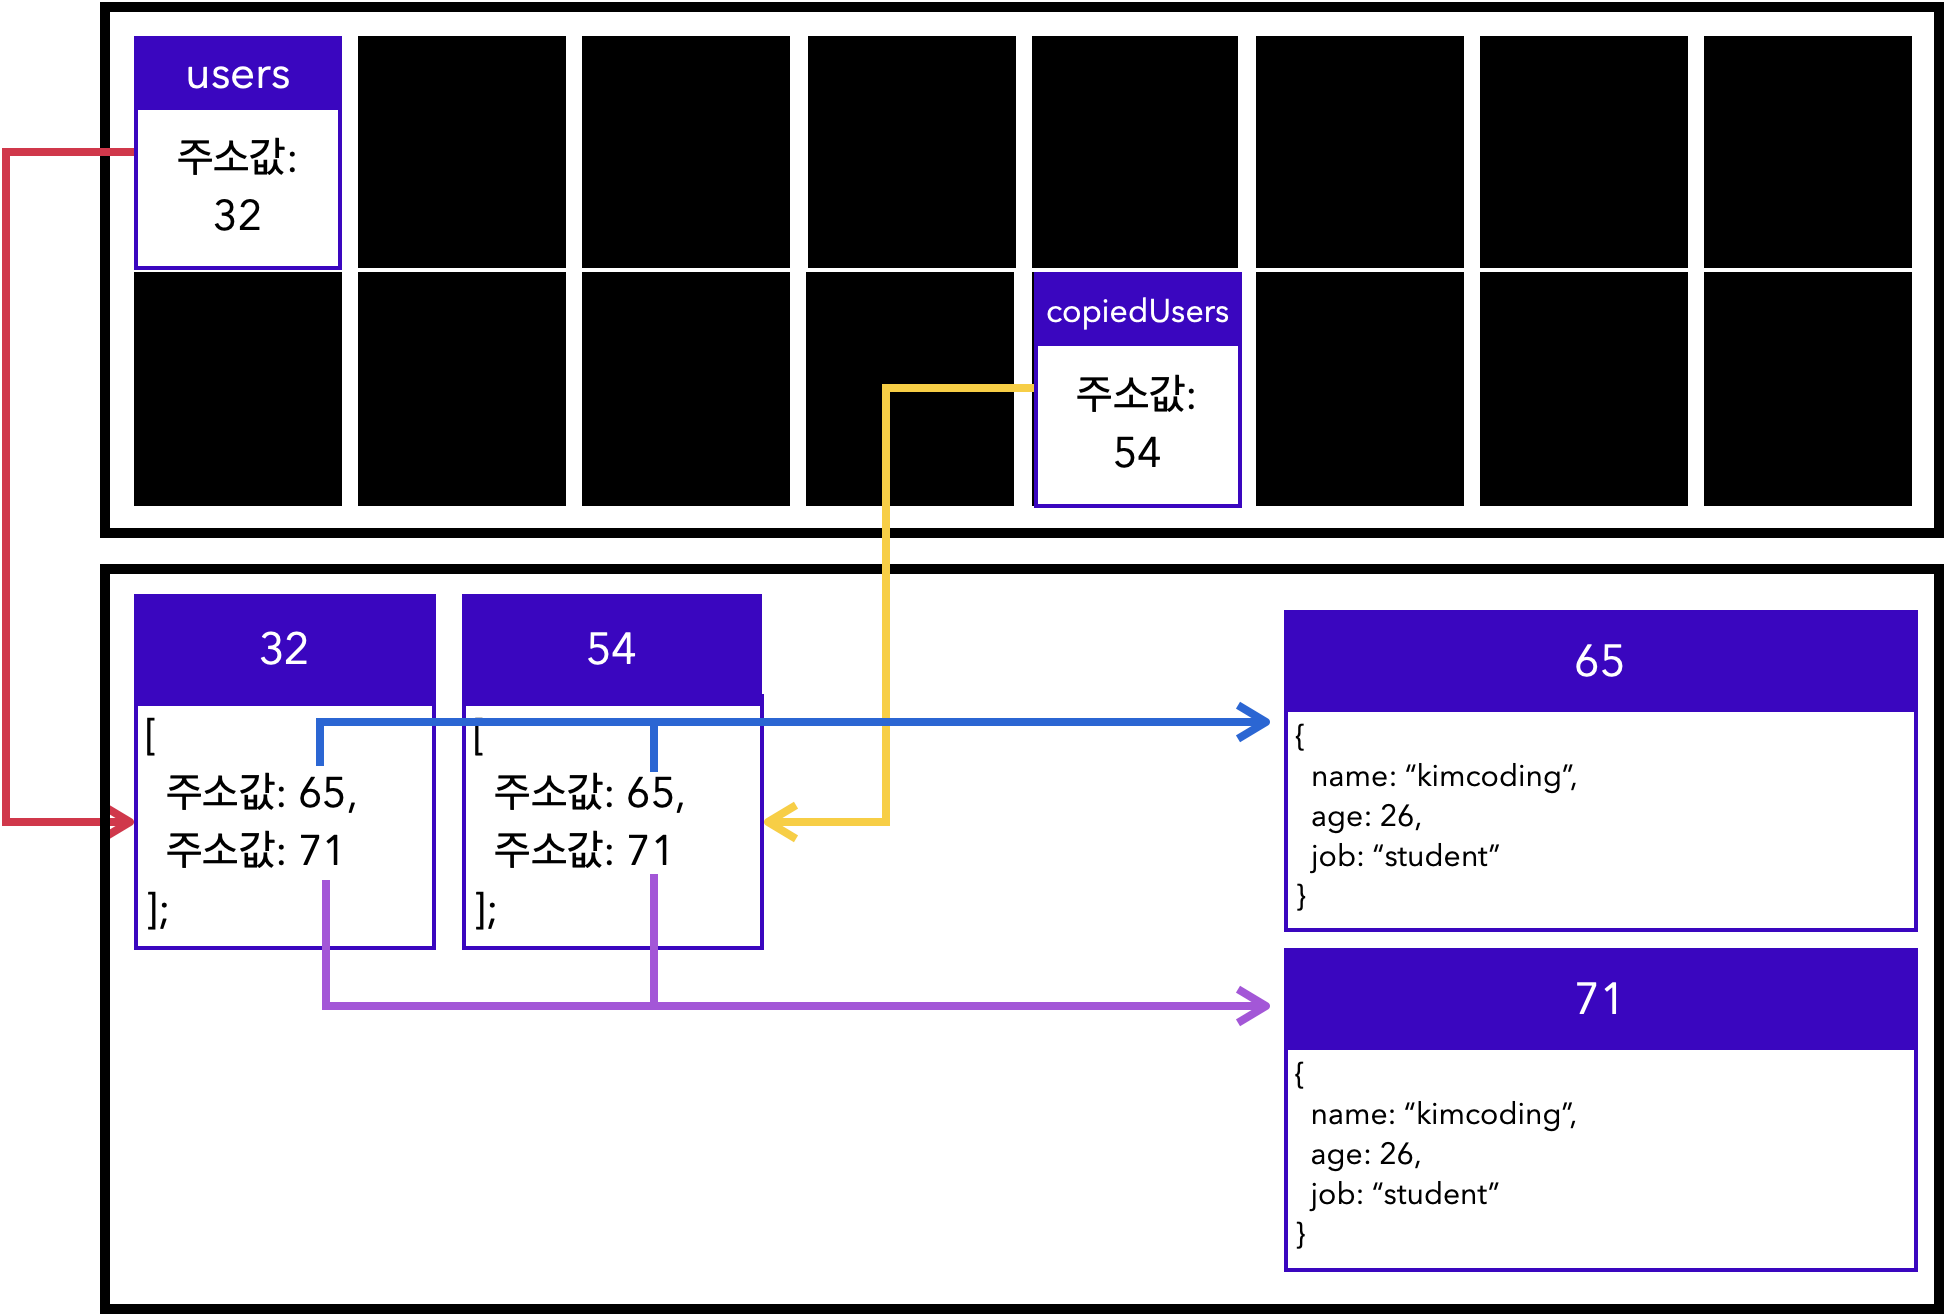 users
주소값:
32
copiedUsers
주소값:
54
32
[
주소값: 65,
주소값: 71
];
54
[
주소값: 65,
주소값: 71
];
65
{
name: “kimcoding”,
age: 26,
job: “student”
}
71
{
name: “kimcoding”,
age: 26,
job: “student”
}